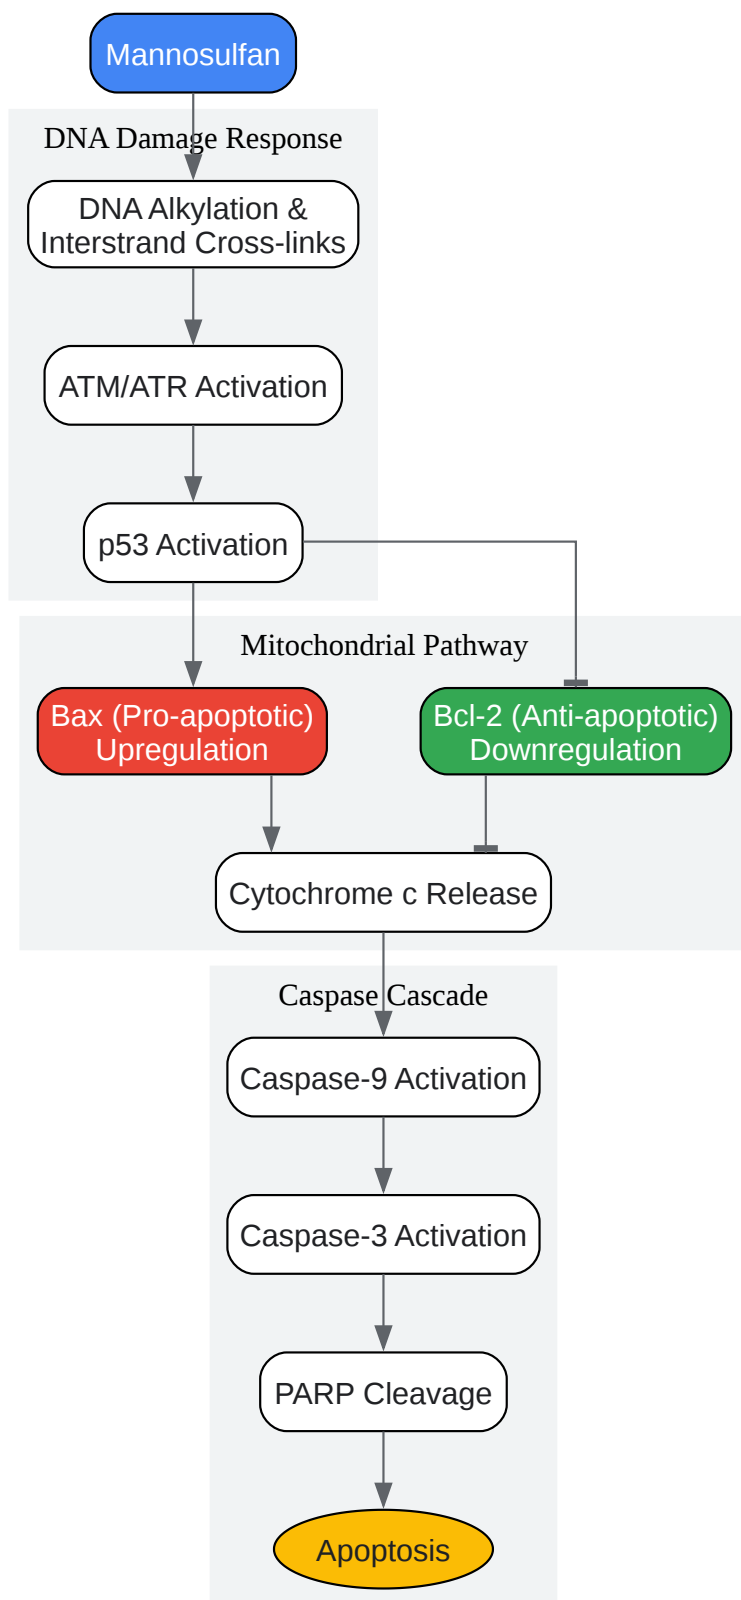 Mannosulfan
DNA Damage Response
DNA Alkylation &
Interstrand Cross-links
ATM/ATR Activation
p53 Activation
Mitochondrial Pathway
Bax (Pro-apoptotic)
Upregulation
Bcl-2 (Anti-apoptotic)
Downregulation
Cytochrome c Release
Caspase Cascade
Caspase-9 Activation
Caspase-3 Activation
PARP Cleavage
Apoptosis